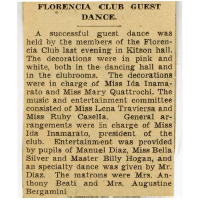 FLORENCIA CLUB GUEST
DANCE.
A successful guest dance was
held by the members of the Floren-
cia Club last evening in Kitson hall.
The decorations were in pink and
white, both in the dancing hall and
in the clubrooms. The decorations
were in charge of Miss Ida Inama-
rato and Miss Mary Quattrochi. The
music and entertainment committee
consisted of Miss Lena Traviersa and
Miss Ruby Casella. General ar-
rangements were in charge of Miss
Ida Inamarato, president of the
club. Entertainment was provided
by pupils of Manuel Diaz, Miss Bella
Silver and Master Billy Hogan, and
an specialty dance was given by Mr.
Diaz. The matrons were Mrs. An-
thony Beati and Mrs. Augustine
Bergamini